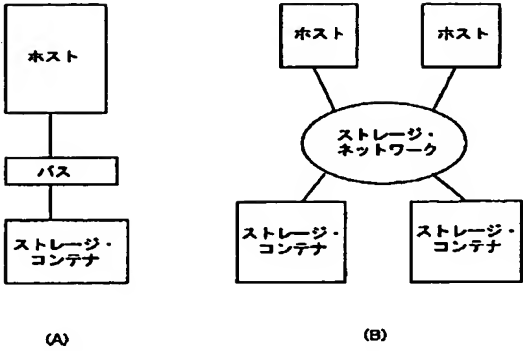 ホスト
バス
ストレージ・
コンテナ
(A)
ホスト
ホスト
ストレージ・
ネットワーク
ストレージ・
コンテナ
ストレージ・
コンテナ
(B)